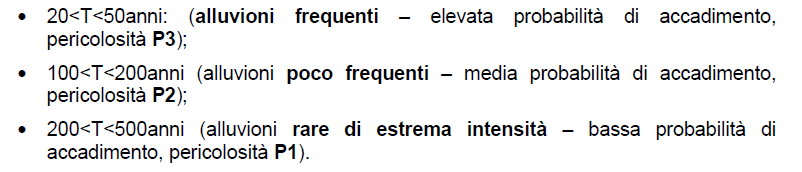 • 20<T<50anni: (alluvioni frequenti – elevata probabilità di accadimento,
pericolosità P3);
• 100<T<200anni (alluvioni poco frequenti – media probabilità di accadimento,
pericolosità P2);
• 200<T<500anni (alluvioni rare di estrema intensità – bassa probabilità di
accadimento, pericolosità P1).